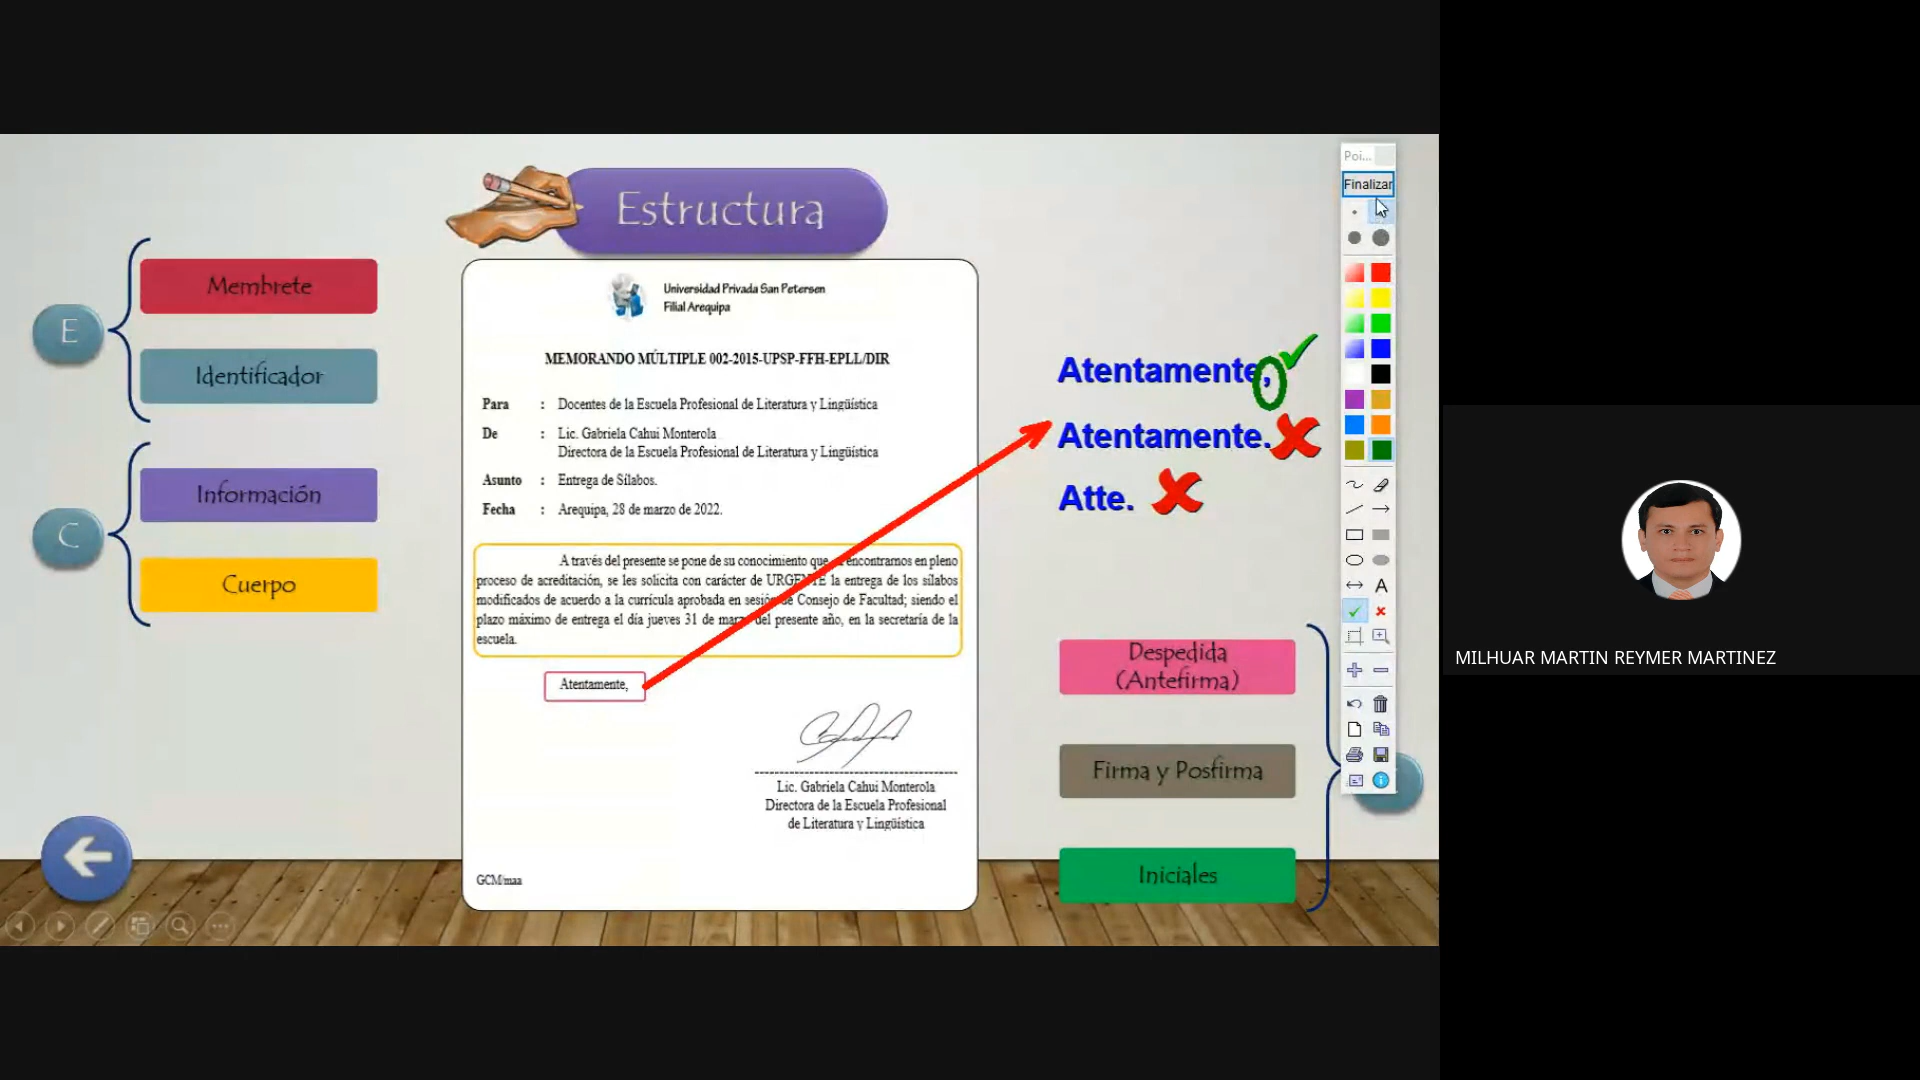 Estructura
E
Membrete
Identificador
C
Información
Cuerpo
Universidad Privada San Petersen
Filial Arequipa
MEMORANDO MÚLTIPLE 002-2015-UPSP-FFH-EPLL/DIR
Para : Docentes de la Escuela Profesional de Literatura y Lingüística
De : Lic. Gabriela Cahui Monterola
Directora de la Escuela Profesional de Literatura y Lingüística
Asunto : Entrega de Sílabos.
Fecha : Arequipa, 28 de marzo de 2022.
A través del presente se pone de su conocimiento que encontrarnos en pleno
proceso de acreditación, se les solicita con carácter de URGENTE la entrega de los sílabos
modificados de acuerdo a la currícula aprobada en sesión de Consejo de Facultad; siendo el
plazo máximo de entrega el día jueves 31 de marzo del presente año, en la secretaría de la
escuela.
Atentamente,
Lic. Gabriela Cahui Monterola
Directora de la Escuela Profesional
de Literatura y Lingüística
GCM/maa
Atentamente,
Atentamente.
Atte.
Despedida
(Antefirma)
Firma y Posfirma
Iniciales
Poi...
Finalizar
A
MILHUAR MARTIN REYMER MARTINEZ